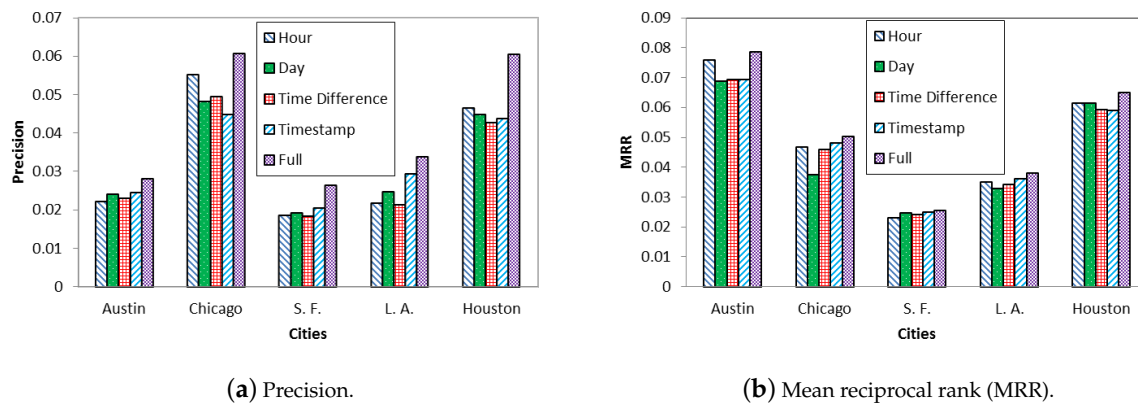 0.07
0.06
0.05
0.04
0.03
0.02
0.01
0
Precision
Hour
Day
Time Difference
Timestamp
Full
Austin Chicago S. F. L. A. Houston
Cities
(a) Precision.
0.09
0.08
0.07
0.06
0.05
0.04
0.03
0.02
0.01
0
MRR
Hour
Day
Time Difference
Timestamp
Full
Austin Chicago S. F. L. A. Houston
Cities
(b) Mean reciprocal rank (MRR).